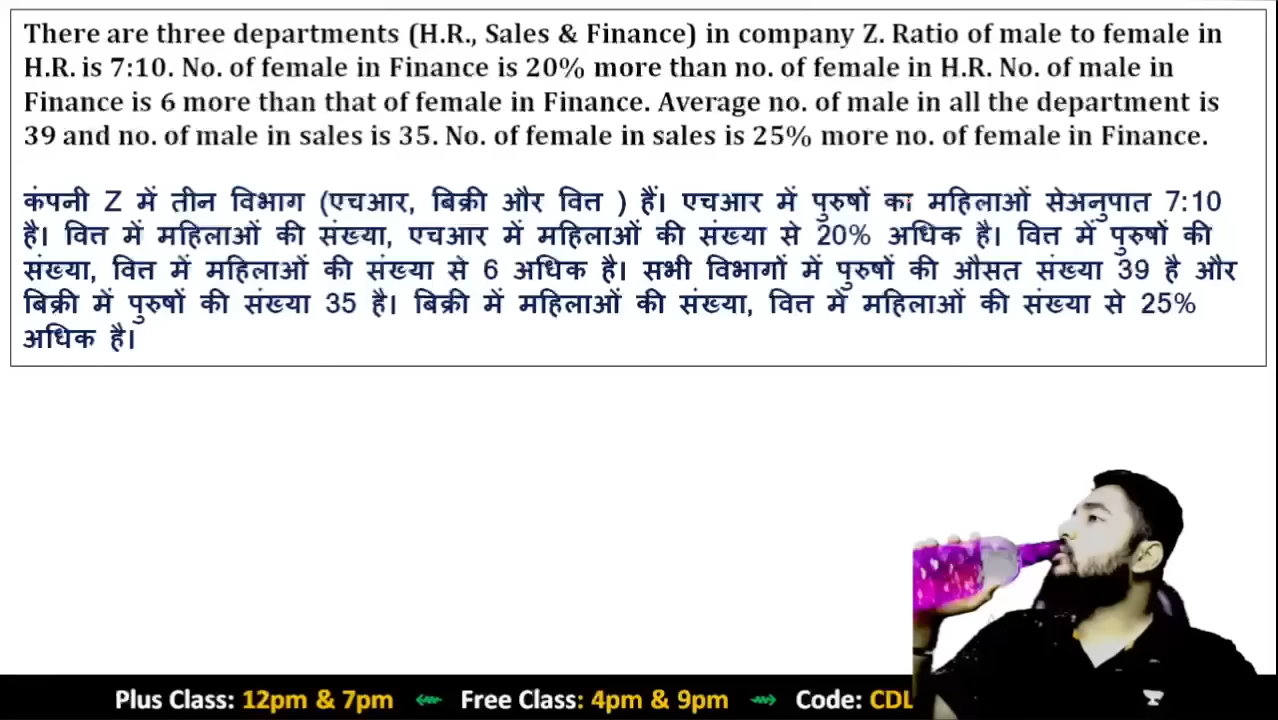 There are three departments (H.R., Sales & Finance) in company Z. Ratio of male to female in
H.R. is 7:10. No. of female in Finance is 20% more than no. of female in H.R. No. of male in
Finance is 6 more than that of female in Finance. Average no. of male in all the department is
39 and no. of male in sales is 35. No. of female in sales is 25% more no. of female in Finance.
कंपनी Z में तीन विभाग (एचआर, बिक्री और वित्त ) हैं। एचआर में पुरुषों का महिलाओं सेअनुपात 7:10
है। वित्त में महिलाओं की संख्या, एचआर में महिलाओं की संख्या से 20% अधिक है। वित्त में पुरुषों की
संख्या, वित्त में महिलाओं की संख्या से 6 अधिक है। सभी विभागों में पुरुषों की औसत संख्या 39 है और
बिक्री में पुरुषों की संख्या 35 है। बिक्री में महिलाओं की संख्या, वित्त में महिलाओं की संख्या से 25%
अधिक है।
Plus Class: 12pm & 7pm Free Class: 4pm & 9pm Code: CDL